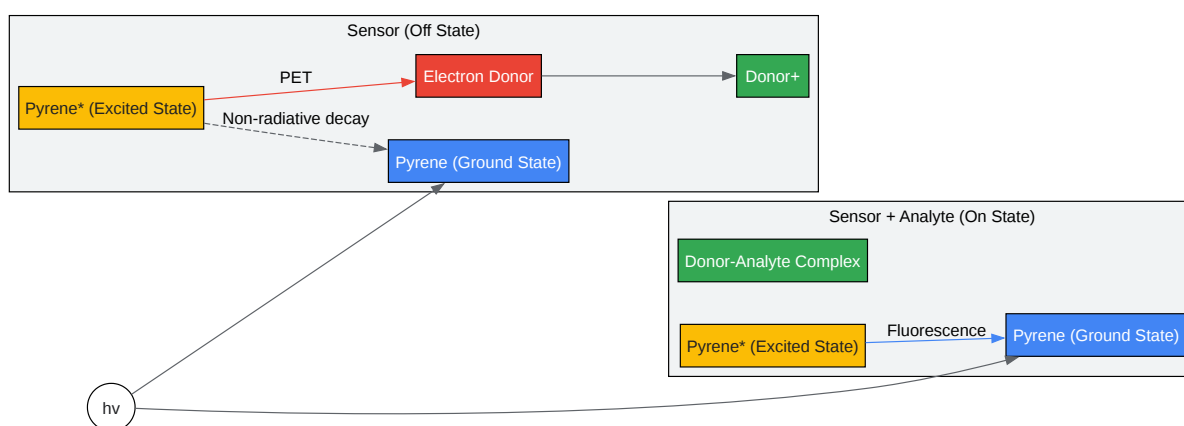 Sensor (Off State)
PET
Electron Donor
Donor+
Pyrene* (Excited State)
Non-radiative decay
Pyrene (Ground State)
Sensor + Analyte (On State)
Donor-Analyte Complex
Fluorescence
Pyrene* (Excited State)
Pyrene (Ground State)
hv